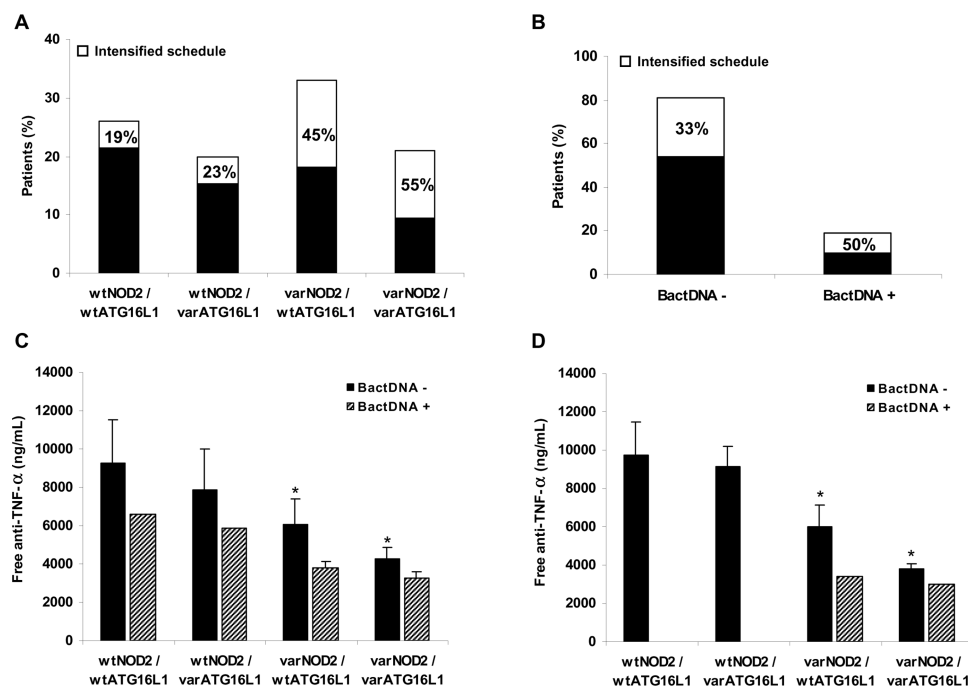 A
Intensified schedule
Patients (%)
40
30
20
10
0
19%
23%
45%
55%
wtNOD2 / wtNOD2 / varNOD2 / varNOD2 /
wtATG16L1 varATG16L1 wtATG16L1 varATG16L1
B
Intensified schedule
Patients (%)
100
80
60
40
20
0
33%
50%
BactDNA - BactDNA +
C
Free anti-TNF-α (ng/mL)
14000
12000
10000
8000
6000
4000
2000
0
BactDNA -
BactDNA +
*
*
wtNOD2 / wtNOD2 / varNOD2 / varNOD2 /
wtATG16L1 varATG16L1 wtATG16L1 varATG16L1
D
Free anti-TNF-α (ng/mL)
14000
12000
10000
8000
6000
4000
2000
0
BactDNA -
BactDNA +
*
*
wtNOD2 / wtNOD2 / varNOD2 / varNOD2 /
wtATG16L1 varATG16L1 wtATG16L1 varATG16L1